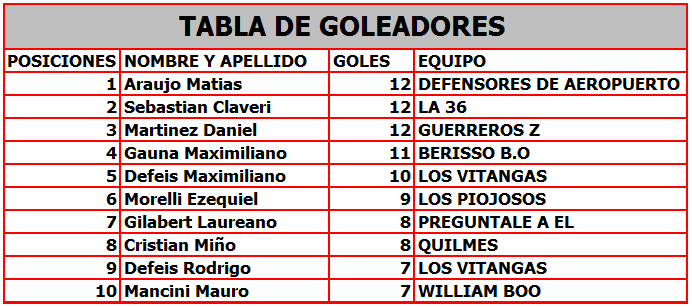 TABLA DE GOLEADORES
POSICIONES NOMBRE Y APELLIDO GOLES EQUIPO
1 Araujo Matias 12 DEFENSORES DE AEROPUERTO
2 Sebastian Claveri 12 LA 36
3 Martinez Daniel 12 GUERREROS Z
4 Gauna Maximiliano 11 BERISSO B.O
5 Defeis Maximiliano 10 LOS VITANGAS
6 Morelli Ezequiel 9 LOS PIOJOSOS
7 Gilabert Laureano 8 PREGUNTALE A EL
8 Cristian Miño 8 QUILMES
9 Defeis Rodrigo 7 LOS VITANGAS
10 Mancini Mauro 7 WILLIAM BOO